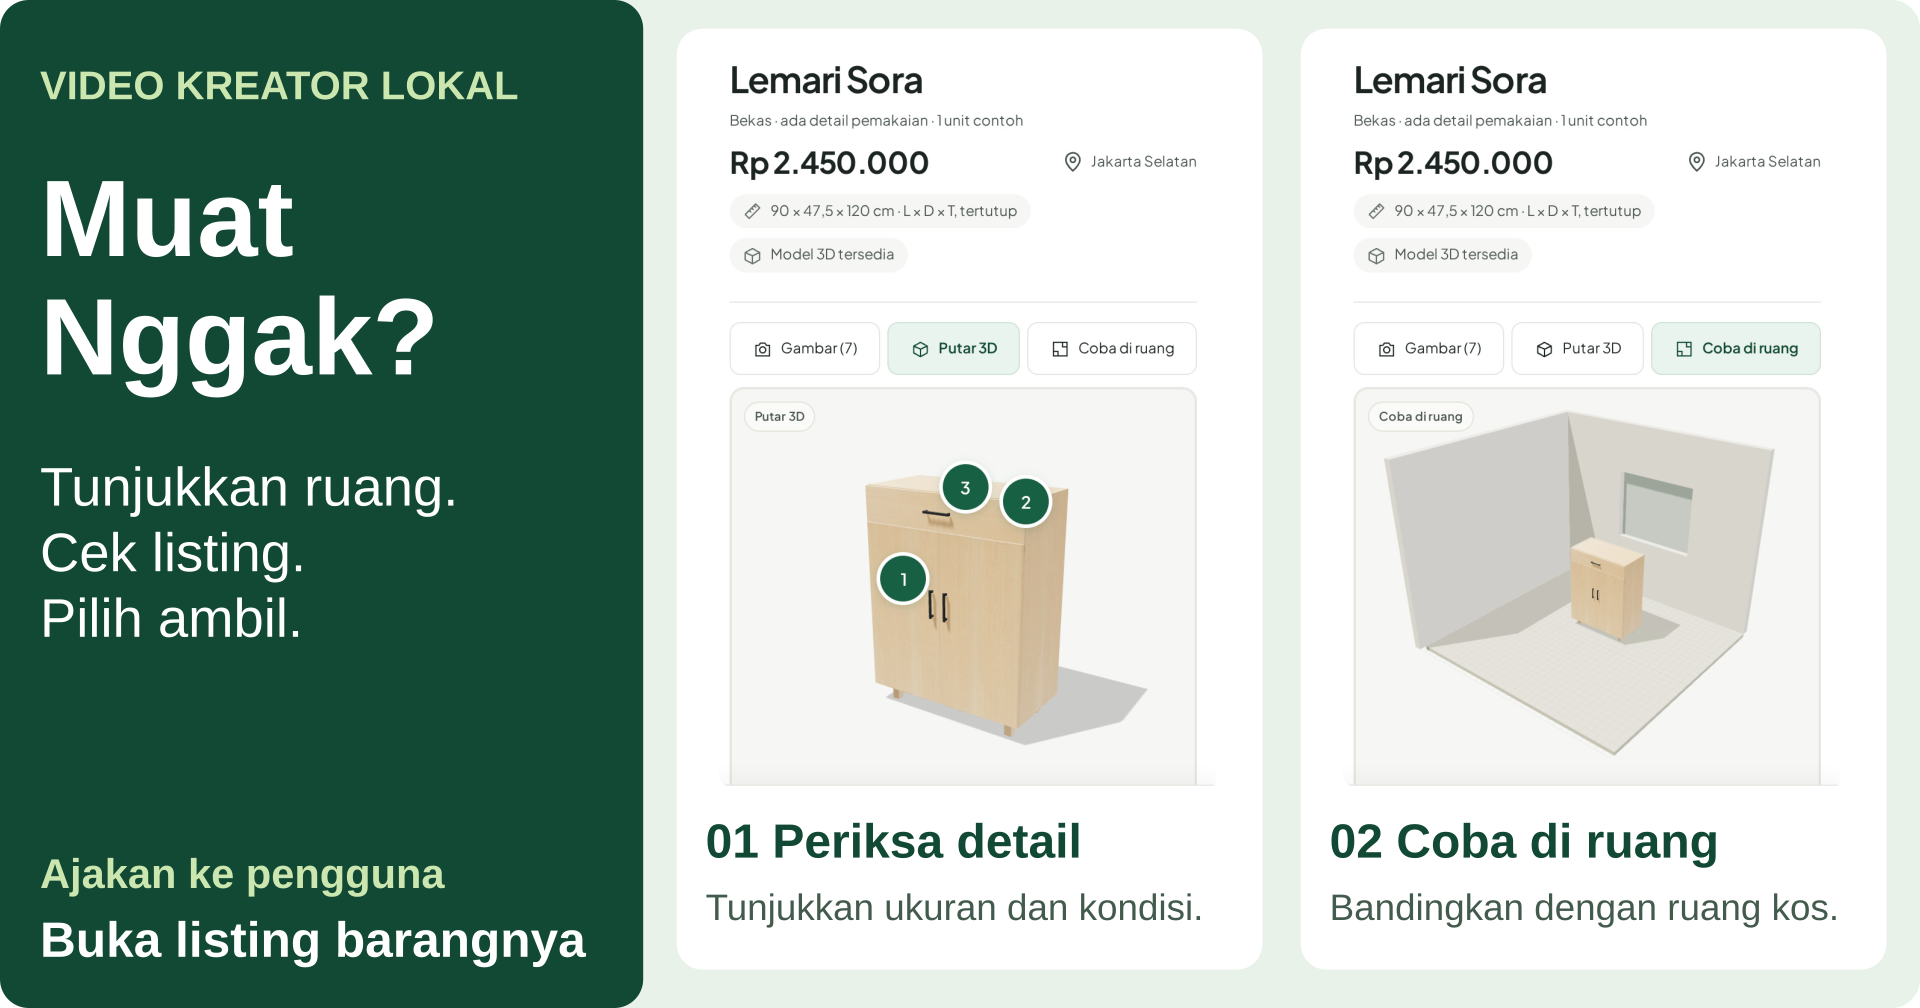 VIDEO KREATOR LOKAL
Muat
Nggak?
Tunjukkan ruang.
Cek listing.
Pilih ambil.
Ajakan ke pengguna
Buka listing barangnya
Lemari Sora
Bekas · ada detail pemakaian · 1 unit contoh
Rp 2.450.000
Jakarta Selatan
90 × 47,5 × 120 cm · L × D × T, tertutup
Model 3D tersedia
Gambar (7)
Putar 3D
Coba di ruang
Putar 3D
3
2
1
01 Periksa detail
Tunjukkan ukuran dan kondisi.
Lemari Sora
Bekas · ada detail pemakaian · 1 unit contoh
Rp 2.450.000
Jakarta Selatan
90 × 47,5 × 120 cm · L × D × T, tertutup
Model 3D tersedia
Gambar (7)
Putar 3D
Coba di ruang
Coba di ruang
02 Coba di ruang
Bandingkan dengan ruang kos.